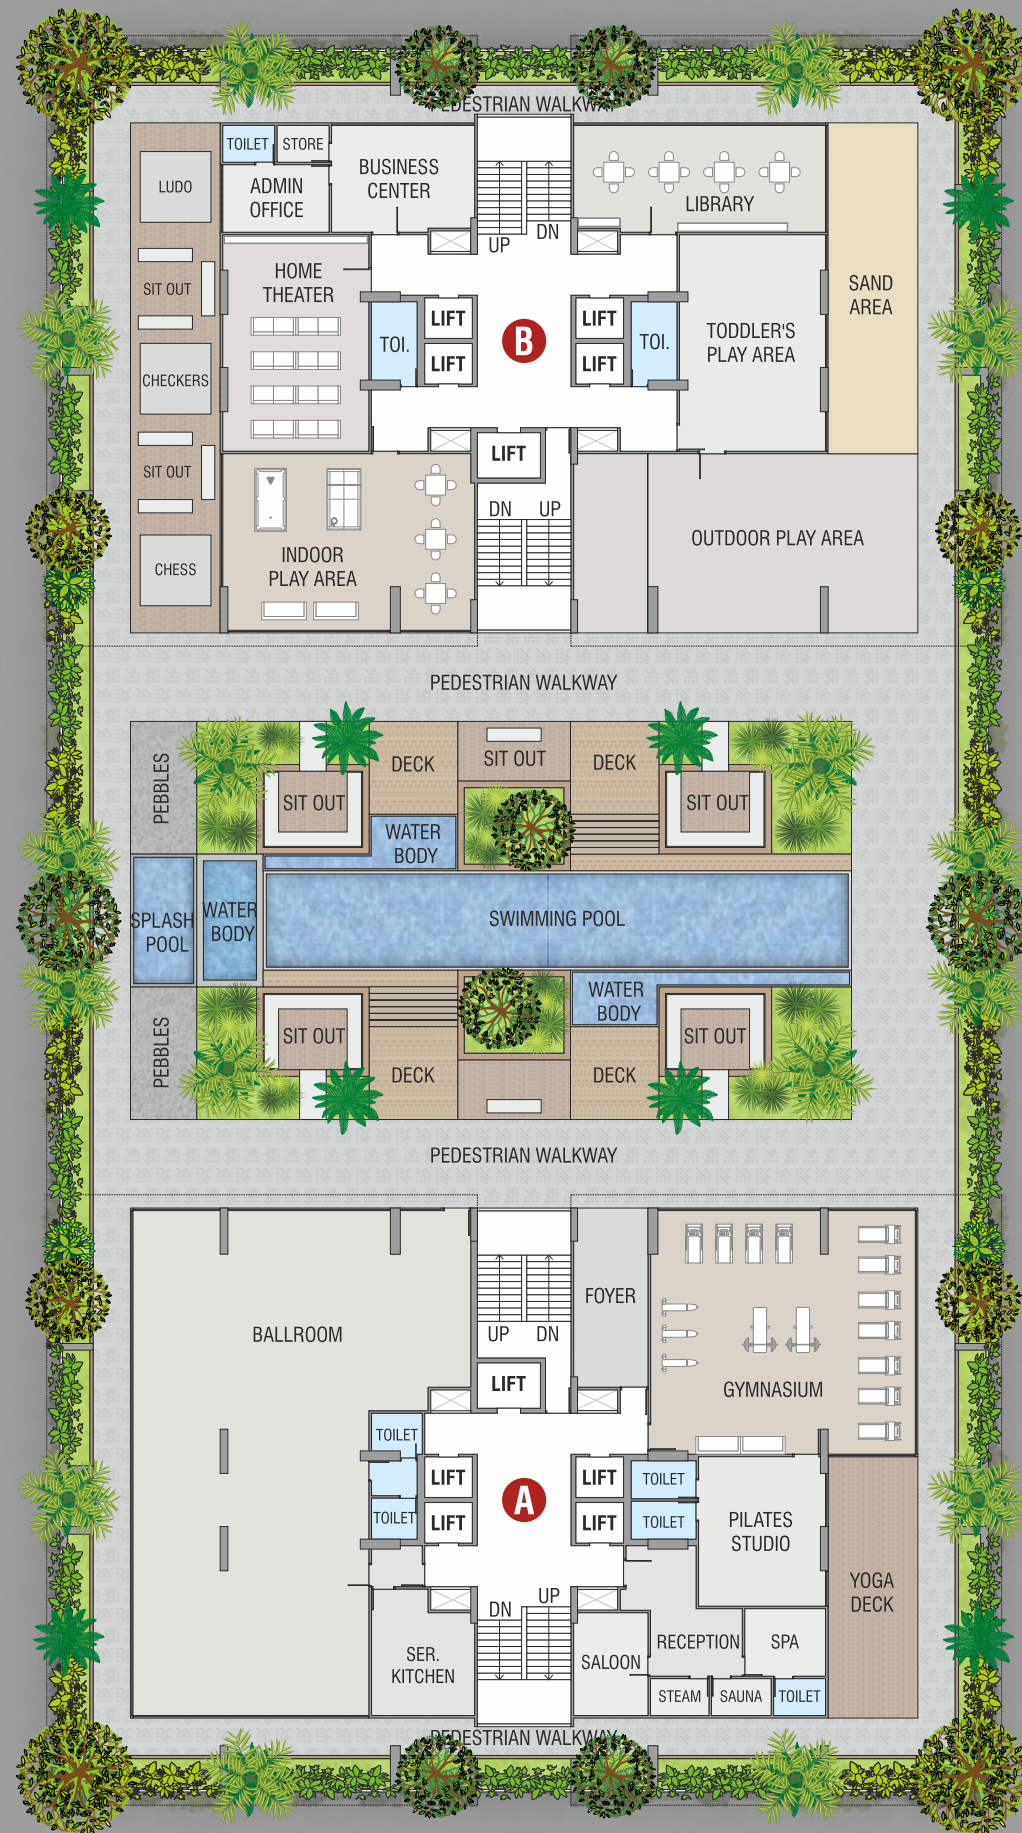 PEDESTRIAN WALKWAY
TOILET
STORE
BUSINESS
CENTER
ADMIN
OFFICE
LUDO
LIBRARY
UP
DN
SIT OUT
HOME
THEATER
SAND
AREA
LIFT
LIFT
TOI.
B
TOI.
TODDLER'S
PLAY AREA
CHECKERS
LIFT
LIFT
SIT OUT
LIFT
DN
UP
OUTDOOR PLAY AREA
INDOOR
PLAY AREA
CHESS
PEDESTRIAN WALKWAY
PEBBLES
DECK
SIT OUT
DECK
SIT OUT
SIT OUT
WATER
BODY
SPLASH
POOL
WATER
BODY
SWIMMING POOL
WATER
BODY
PEBBLES
SIT OUT
SIT OUT
DECK
DECK
PEDESTRIAN WALKWAY
FOYER
BALLROOM
UP
DN
LIFT
GYMNASIUM
TOILET
LIFT
LIFT
TOILET
A
TOILET
LIFT
LIFT
TOILET
PILATES
STUDIO
YOGA
DECK
DN
UP
SER.
KITCHEN
SALOON
RECEPTION
SPA
STEAM
SAUNA
TOILET
PEDESTRIAN WALKWAY